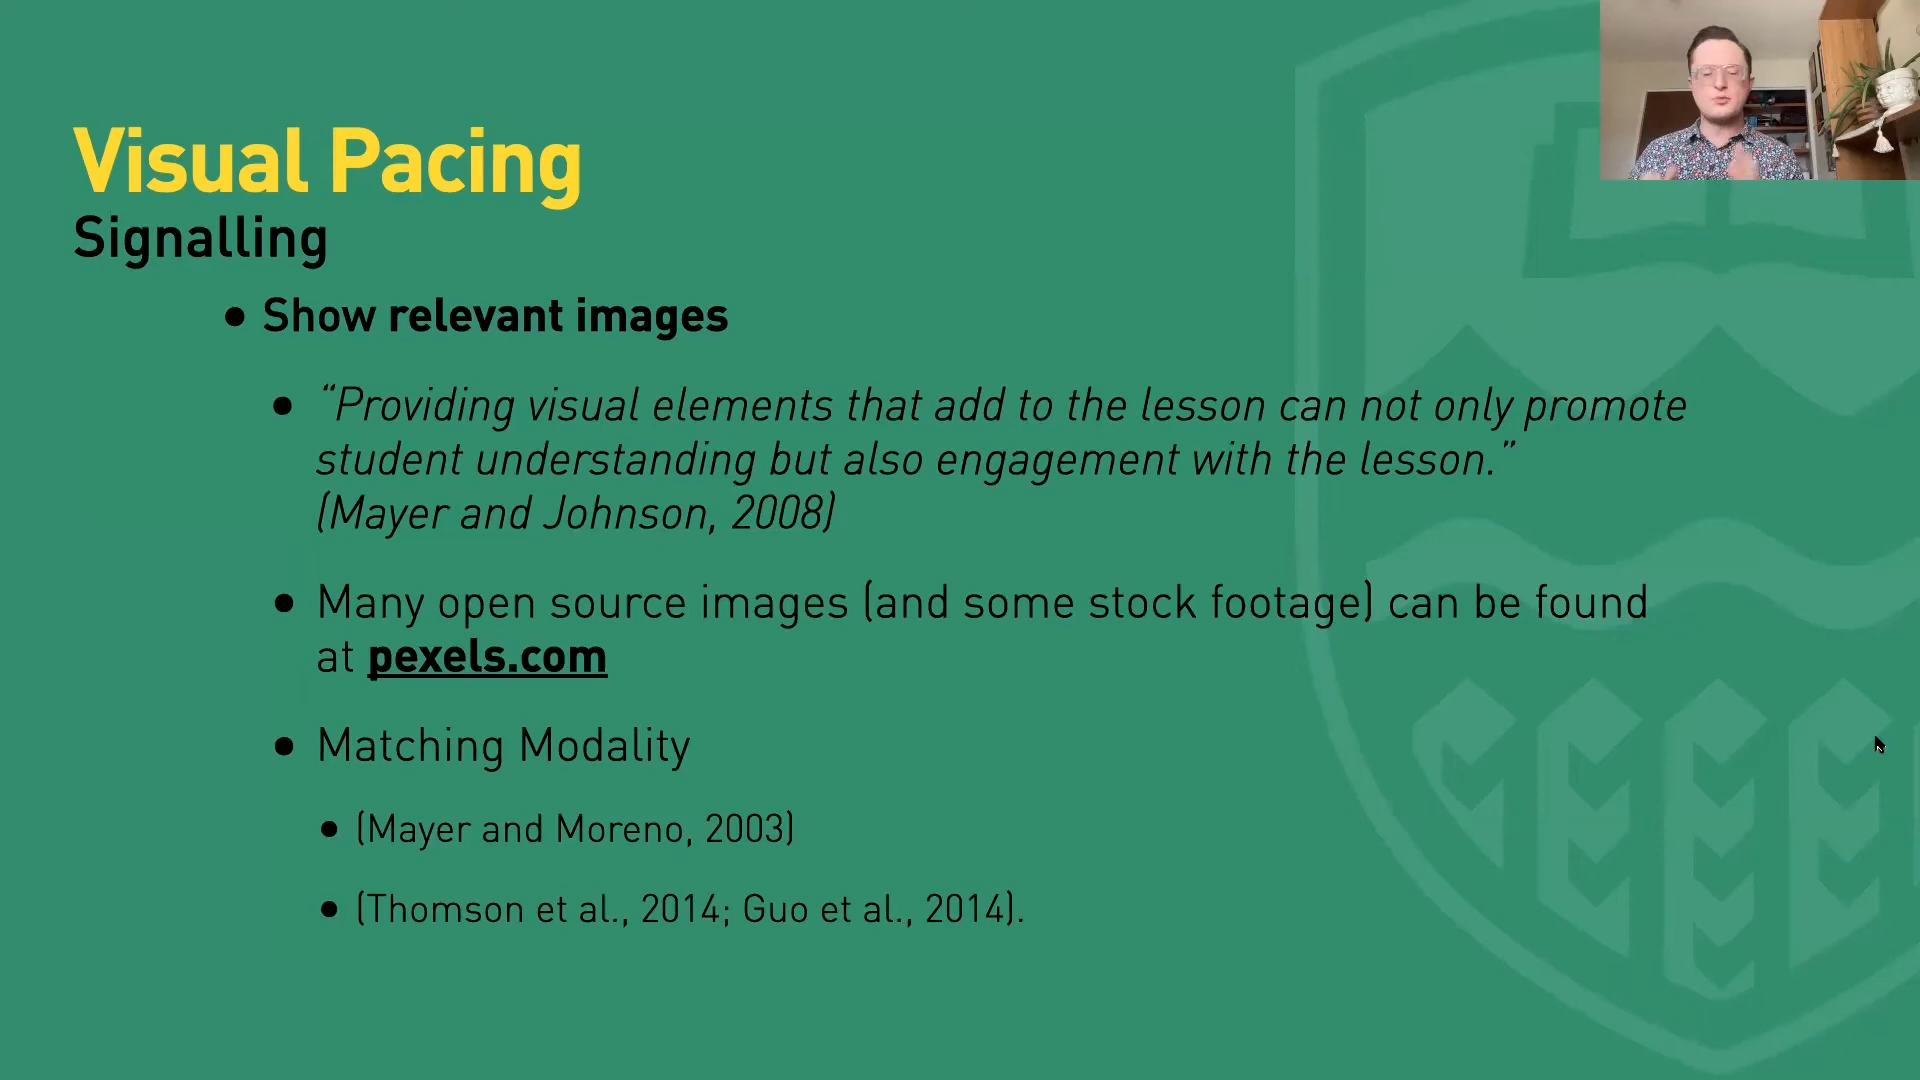 Visual Pacing
Signalling
• Show relevant images
• “Providing visual elements that add to the lesson can not only promote
student understanding but also engagement with the lesson.”
(Mayer and Johnson, 2008)
• Many open source images (and some stock footage) can be found
at pexels.com
• Matching Modality
• (Mayer and Moreno, 2003)
• (Thomson et al., 2014; Guo et al., 2014).